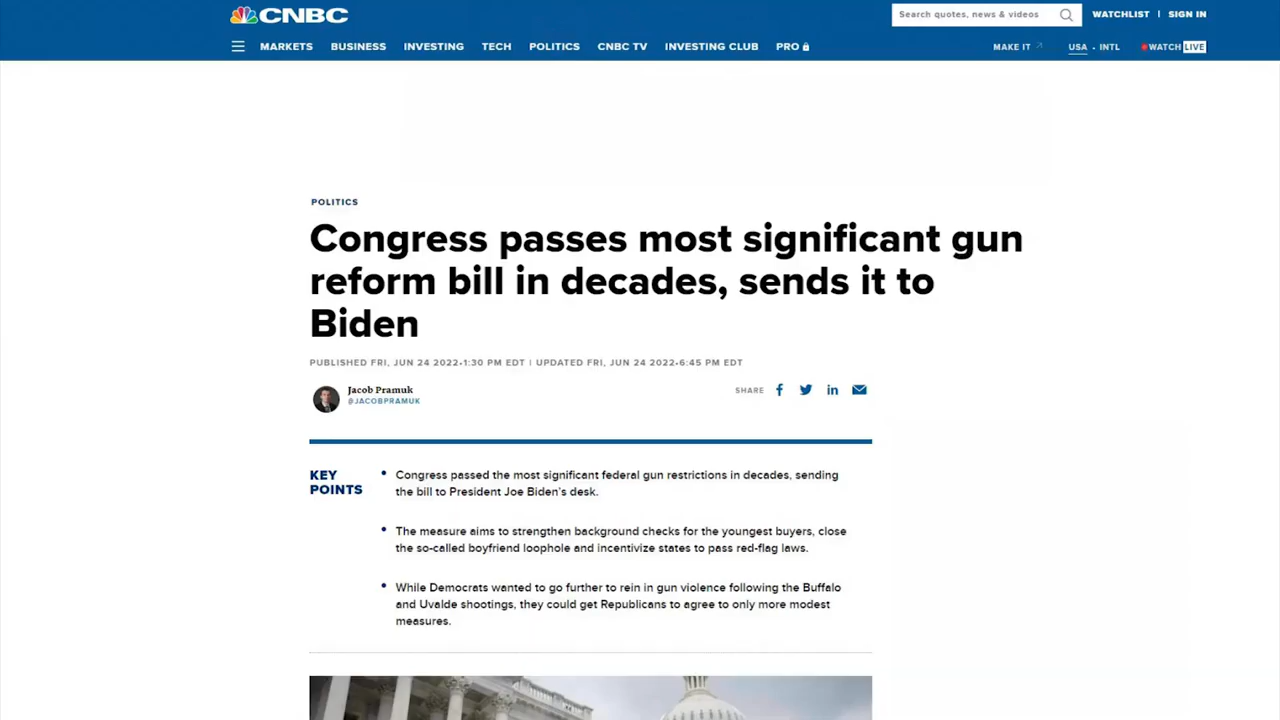 CNBC
Search quotes, news & videos
WATCHLIST | SIGN IN
MARKETS BUSINESS INVESTING TECH POLITICS CNBC TV INVESTING CLUB PRO
MAKE IT USA • INTL WATCH LIVE
POLITICS
Congress passes most significant gun
reform bill in decades, sends it to
Biden
PUBLISHED FRI, JUN 24 2022•1:30 PM EDT | UPDATED FRI, JUN 24 2022•6:45 PM EDT
Jacob Pramuk
@JACOBPRAMUK
SHARE
KEY
POINTS
• Congress passed the most significant federal gun restrictions in decades, sending
the bill to President Joe Biden's desk.
• The measure aims to strengthen background checks for the youngest buyers, close
the so-called boyfriend loophole and incentivize states to pass red-flag laws.
• While Democrats wanted to go further to rein in gun violence following the Buffalo
and Uvalde shootings, they could get Republicans to agree to only more modest
measures.